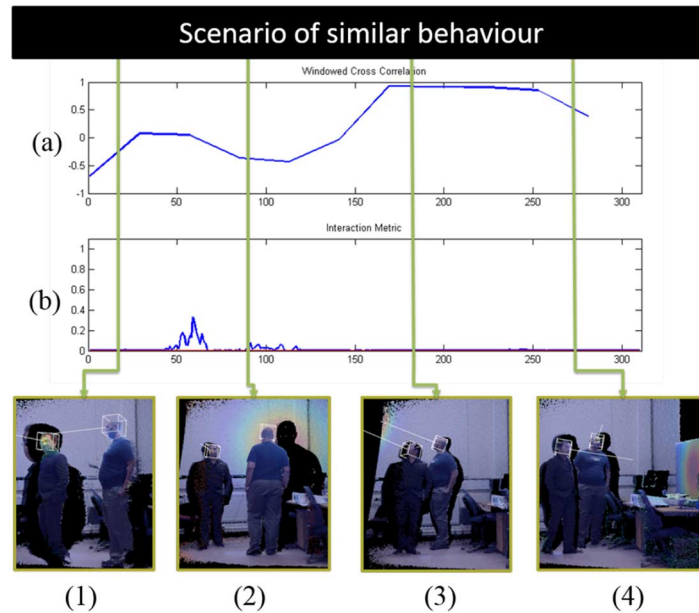 Scenario of similar behaviour
Windowed Cross Correlation
(a)
1
0.5
0
-0.5
-1
0 50 100 150 200 250 300
Interaction Metric
(b)
1
0.8
0.6
0.4
0.2
0
0 50 100 150 200 250 300
(1) (2) (3) (4)